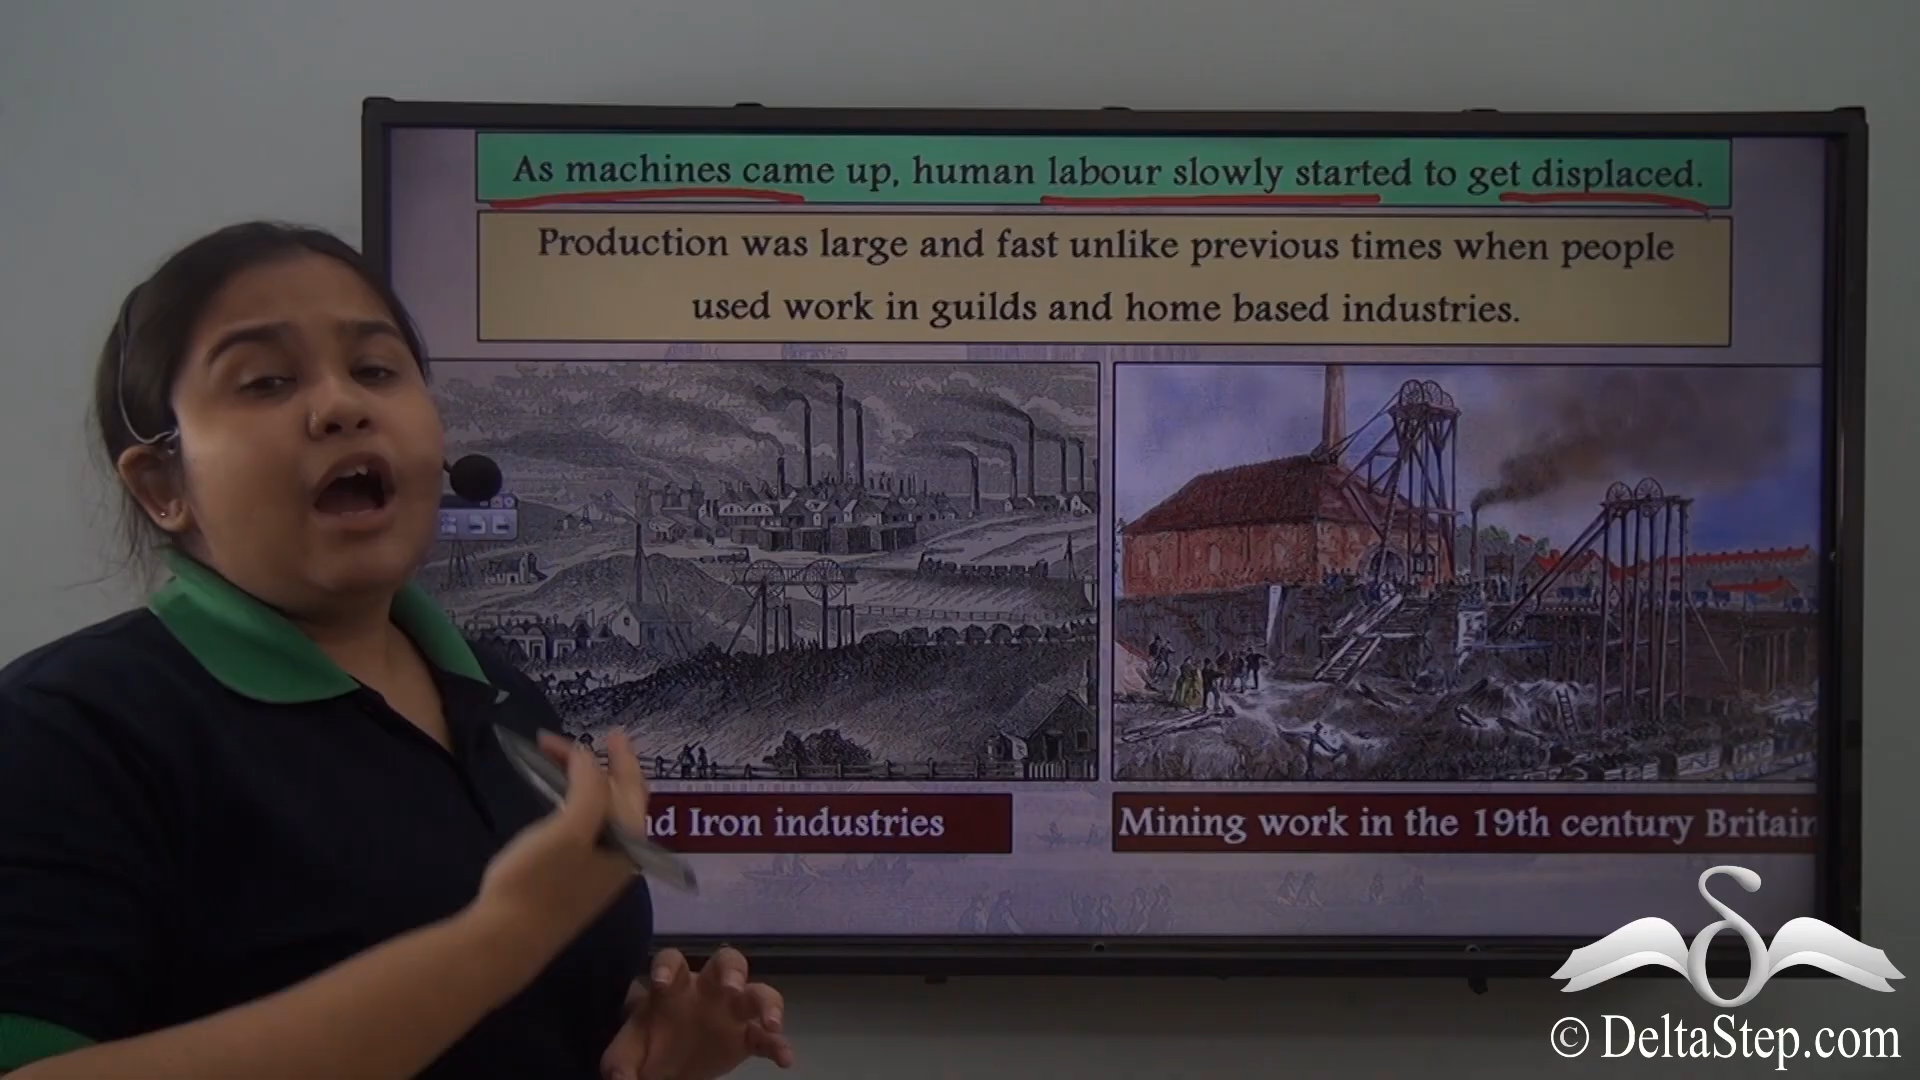 As machines came up, human labour slowly started to get displaced.
Production was large and fast unlike previous times when people
used work in guilds and home based industries.
Iron industries
Mining work in the 19th century Britain
© DeltaStep.com